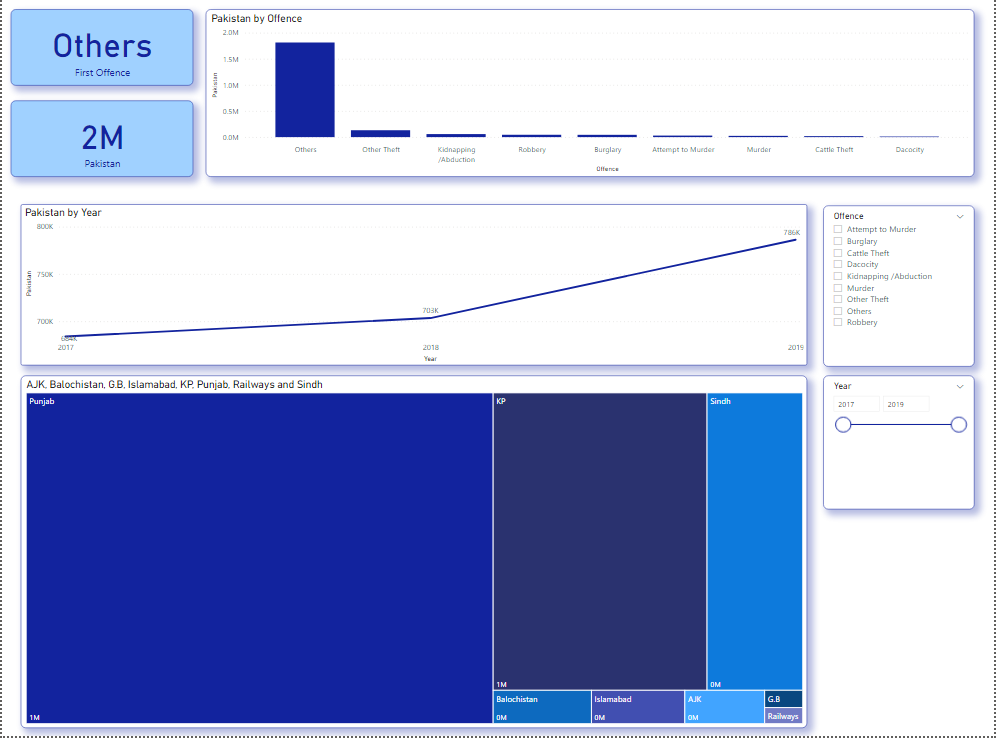 Others
First Offence
2M
Pakistan
Pakistan by Offence
Pakistan
2.0M
1.5M
1.0M
0.5M
0.0M
Others
Other Theft
Kidnapping
/Abduction
Robbery
Burglary
Attempt to Murder
Murder
Cattle Theft
Dacocity
Offence
Pakistan by Year
Pakistan
800K
750K
700K
684K
703K
786K
2017
2018
2019
Year
Offence
Attempt to Murder
Burglary
Cattle Theft
Dacocity
Kidnapping /Abduction
Murder
Other Theft
Others
Robbery
AJK, Balochistan, G.B, Islamabad, KP, Punjab, Railways and Sindh
Punjab
1M
KP
1M
Sindh
0M
Balochistan
0M
Islamabad
0M
AJK
0M
G.B
Railways
Year
2017
2019